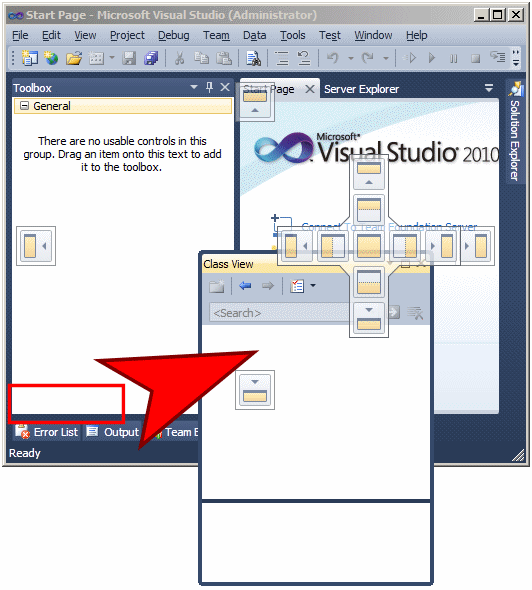 Start Page - Microsoft Visual Studio (Administrator)
File Edit View Project Debug Team Data Tools Test Window Help
Toolbox
Start Page
Server Explorer
Solution Explorer
General
There are no usable controls in this
group. Drag an item onto this text to add
it to the toolbox.
Microsoft®
Visual Studio 2010
Connect To Team Foundation Server
Class View
<Search>
Error List
Output
Team E
Ready